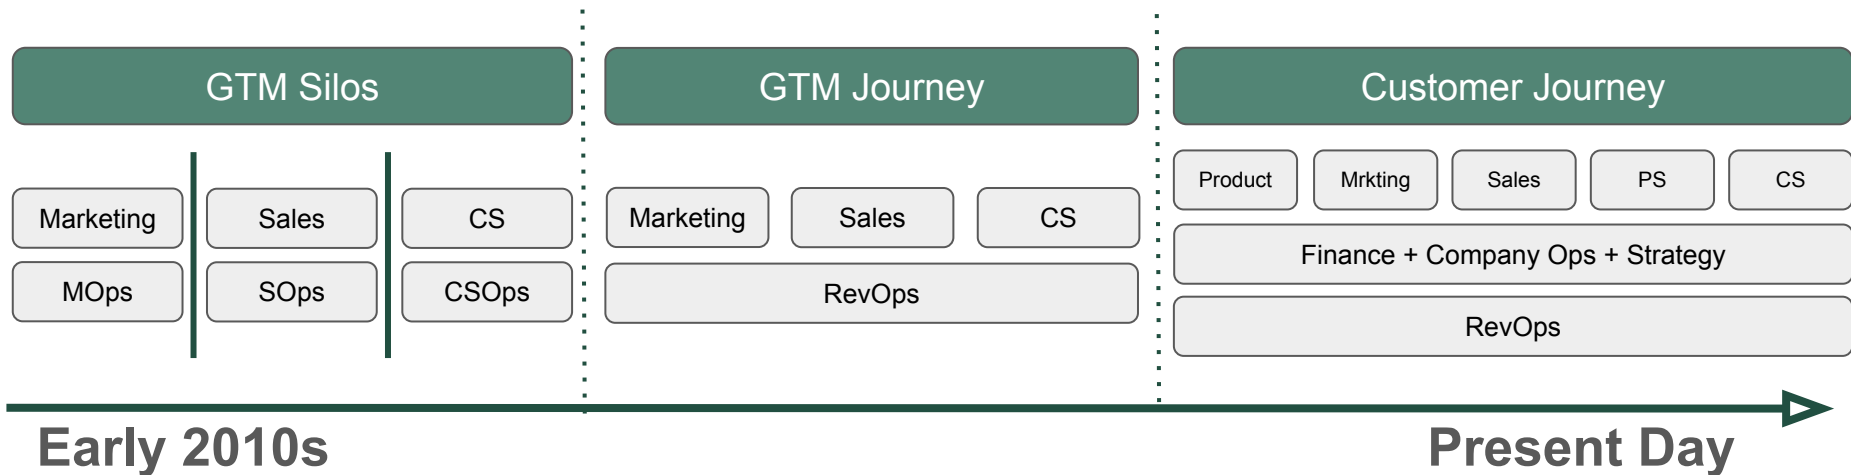 GTM Silos
Marketing
Sales
CS
MOps
SOps
CSOps
GTM Journey
Marketing
Sales
CS
RevOps
Customer Journey
Product
Mrkting
Sales
PS
CS
Finance + Company Ops + Strategy
RevOps
Early 2010s
Present Day